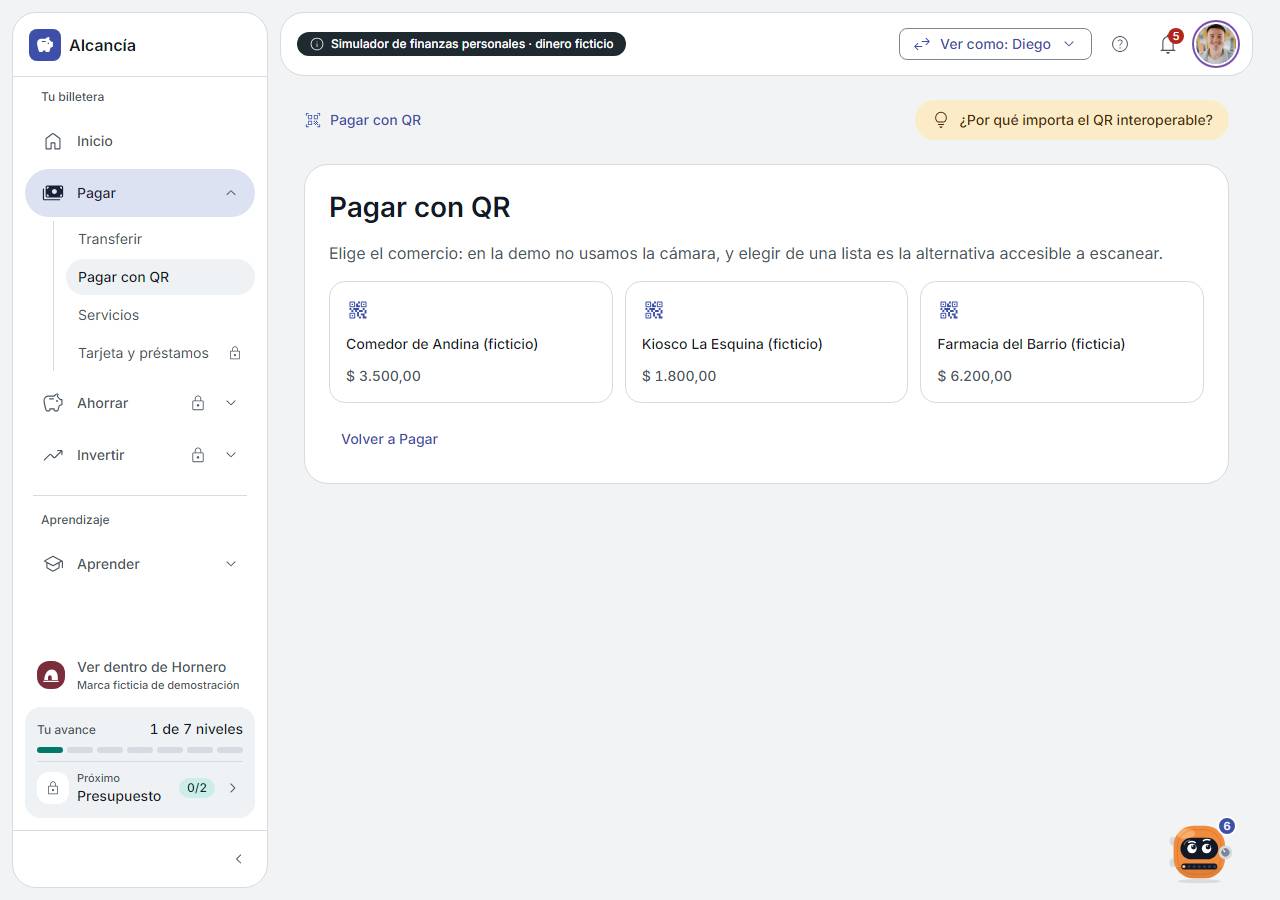 Alcancía
Simulador de finanzas personales · dinero ficticio
Ver como: Diego
5
Tu billetera
Inicio
Pagar
Transferir
Pagar con QR
Servicios
Tarjeta y préstamos
Ahorrar
Invertir
Aprendizaje
Aprender
Ver dentro de Hornero
Marca ficticia de demostración
Tu avance
1 de 7 niveles
Próximo
Presupuesto
0/2
Pagar con QR
¿Por qué importa el QR interoperable?
Pagar con QR
Elige el comercio: en la demo no usamos la cámara, y elegir de una lista es la alternativa accesible a escanear.
Comedor de Andina (ficticio)
$ 3.500,00
Kiosco La Esquina (ficticio)
$ 1.800,00
Farmacia del Barrio (ficticia)
$ 6.200,00
Volver a Pagar
6